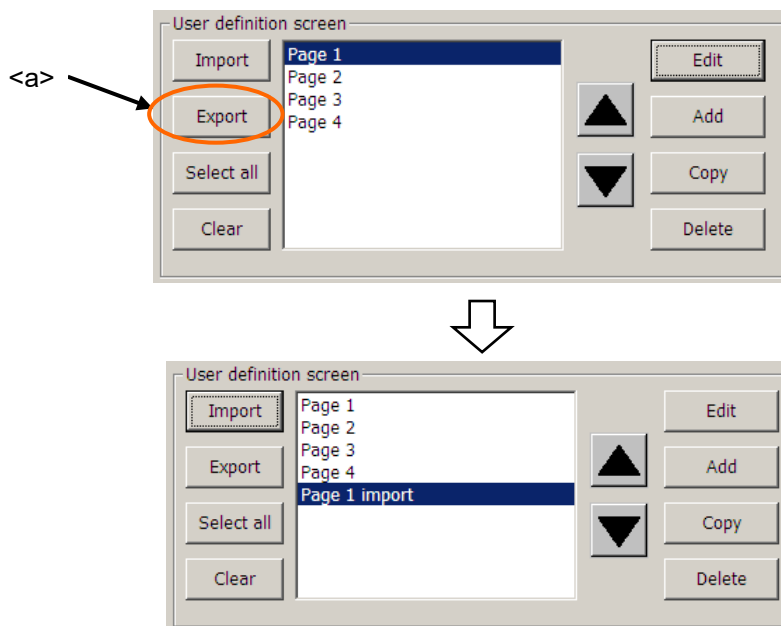 User definition screen
Import
Page 1
Edit
<a>
Page 2
Page 3
Export
Page 4
Add
Select all
Copy
Clear
Delete
User definition screen
Import
Page 1
Edit
Page 2
Page 3
Export
Page 4
Add
Page 1 import
Select all
Copy
Clear
Delete